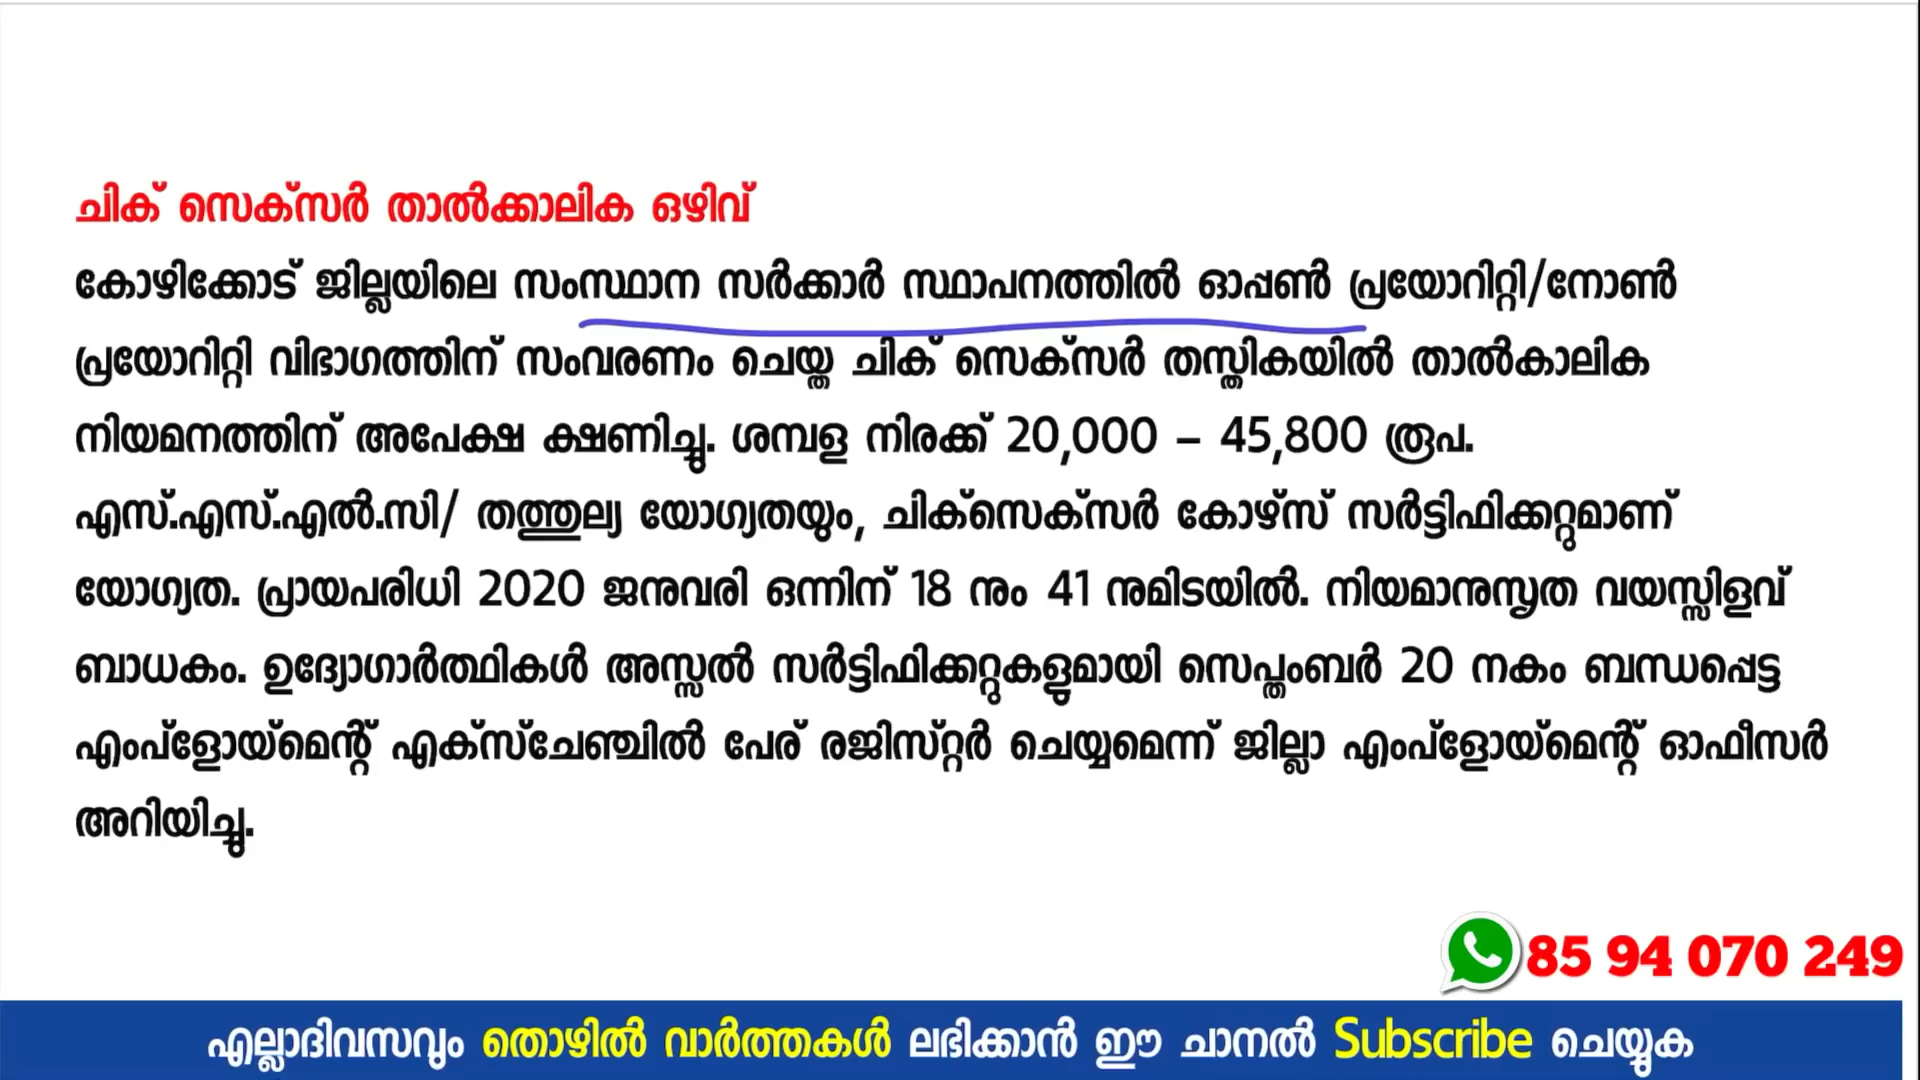 ചിക് സെക്സർ താൽക്കാലിക ഒഴിവ്
കോഴിക്കോട് ജില്ലയിലെ സംസ്ഥാന സർക്കാർ സ്ഥാപനത്തിൽ ഓപ്പൺ പ്രയോറിറ്റി/നോൺ
പ്രയോറിറ്റി വിഭാഗത്തിന് സംവരണം ചെയ്ത ചിക് സെക്സർ തസ്തികയിൽ താൽകാലിക
നിയമനത്തിന് അപേക്ഷ ക്ഷണിച്ചു. ശമ്പള നിരക്ക് 20,000 – 45,800 രൂപ.
എസ്.എസ്.എൽ.സി/ തത്തുല്യ യോഗ്യതയും, ചിക്സെക്സർ കോഴ്സ് സർട്ടിഫിക്കറ്റുമാണ്
യോഗ്യത. പ്രായപരിധി 2020 ജനുവരി ഒന്നിന് 18 നും 41 നുമിടയിൽ. നിയമാനുസൃത വയസ്സിളവ്
ബാധകം. ഉദ്യോഗാർത്ഥികൾ അസ്സൽ സർട്ടിഫിക്കറ്റുകളുമായി സെപ്തംബർ 20 നകം ബന്ധപ്പെട്ട
എംപ്ളോയ്മെന്റ് എക്സ്ചേഞ്ചിൽ പേര് രജിസ്റ്റർ ചെയ്യമെന്ന് ജില്ലാ എംപ്ളോയ്മെന്റ് ഓഫീസർ
അറിയിച്ചു.
85 94 070 249
എല്ലാദിവസവും തൊഴിൽ വാർത്തകൾ ലഭിക്കാൻ ഈ ചാനൽ Subscribe ചെയ്യുക